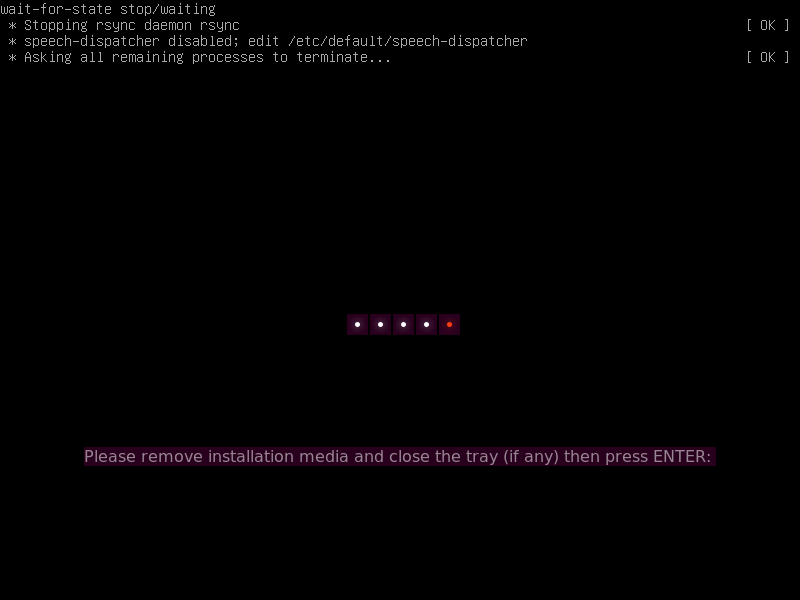 wait-for-state stop/waiting
* Stopping rsync daemon rsync [ OK ]
* speech-dispatcher disabled; edit /etc/default/speech-dispatcher
* Asking all remaining processes to terminate... [ OK ]
Please remove installation media and close the tray (if any) then press ENTER: